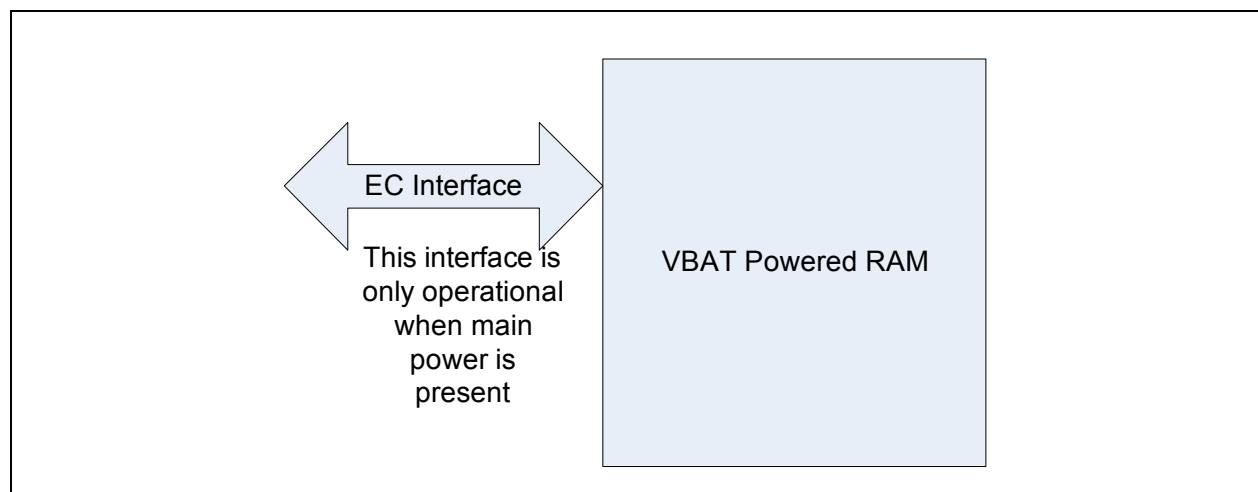 EC Interface
This interface is
only operational
when main
power is
present
VBAT Powered RAM